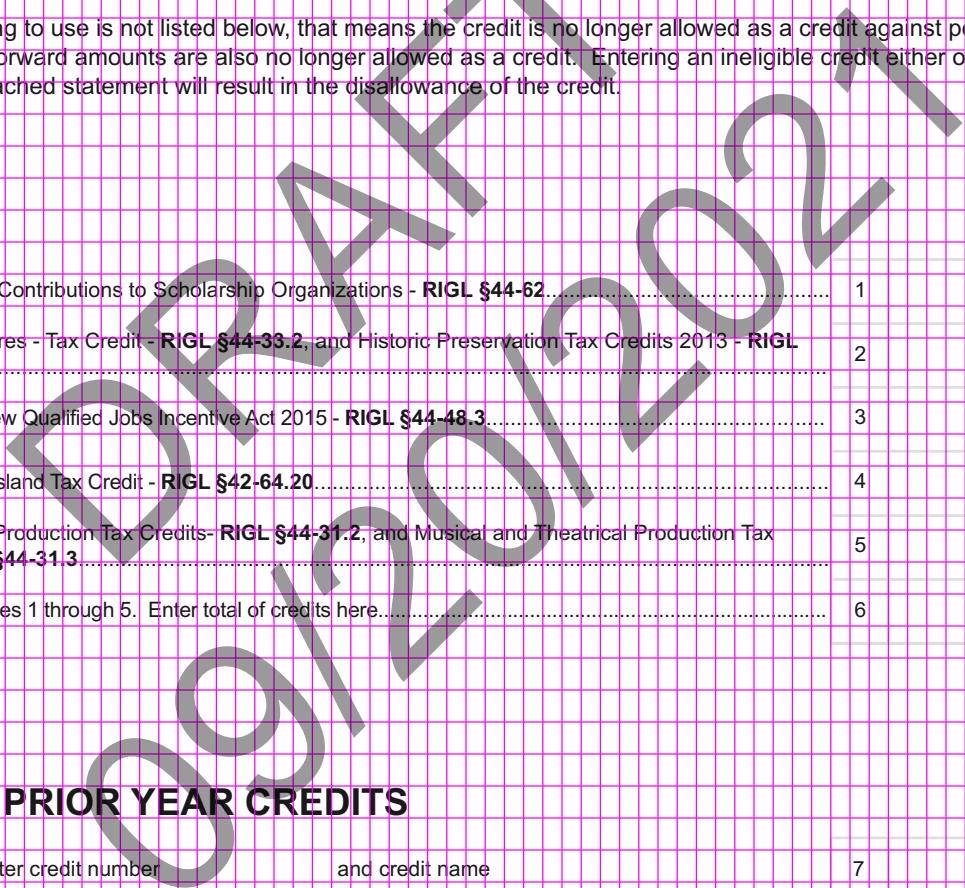 ng to use is not listed below, that means the credit is no longer allowed as a credit against pe
orward amounts are also no longer allowed as a credit. Entering an ineligible credit either o
ached statement will result in the disallowance of the credit.
Contributions to Scholarship Organizations - RIGL §44-62 1
res - Tax Credit - RIGL §44-33.2, and Historic Preservation Tax Credits 2013 - RIGL
2
ew Qualified Jobs Incentive Act 2015 - RIGL §44-48.3 3
sland Tax Credit - RIGL §42-64.20 4
Production Tax Credits- RIGL §44-31.2, and Musical and Theatrical Production Tax
§44-31.3 5
es 1 through 5. Enter total of credits here 6
PRIOR YEAR CREDITS
ter credit number and credit name 7
DRAFT
09/20/2021